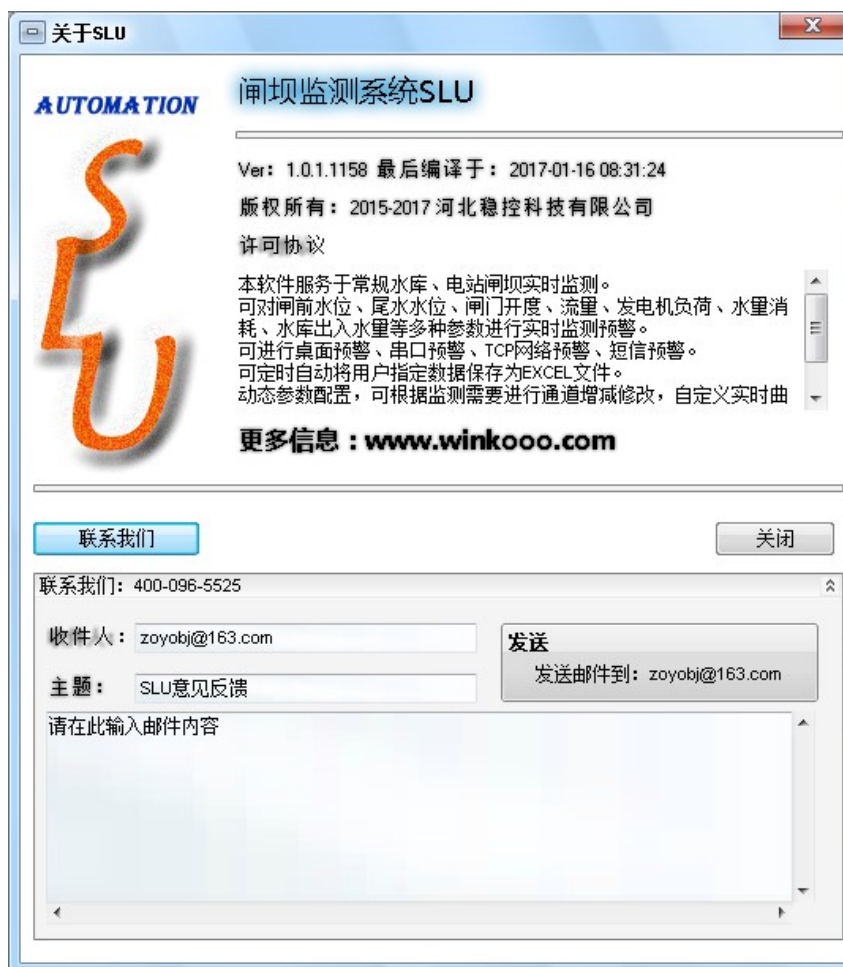 关于SLU
AUTOMATION
SLU
闸坝监测系统SLU
Ver：1.0.1.1158 最后编译于：2017-01-16 08:31:24
版权所有：2015-2017 河北稳控科技有限公司
许可协议
本软件服务于常规水库、电站闸坝实时监测。
可对闸前水位、尾水水位、闸门开度、流量、发电机负荷、水量消
耗、水库出入水量等多种参数进行实时监测预警。
可进行桌面预警、串口预警、TCP网络预警、短信预警。
可定时自动将用户指定数据保存为EXCEL文件。
动态参数配置，可根据监测需要进行通道增减修改，自定义实时曲
更多信息：www.winkooo.com
联系我们
关闭
联系我们：400-096-5525
收件人：zoyobj@163.com
发送
发送邮件到：zoyobj@163.com
主题：SLU意见反馈
请在此输入邮件内容